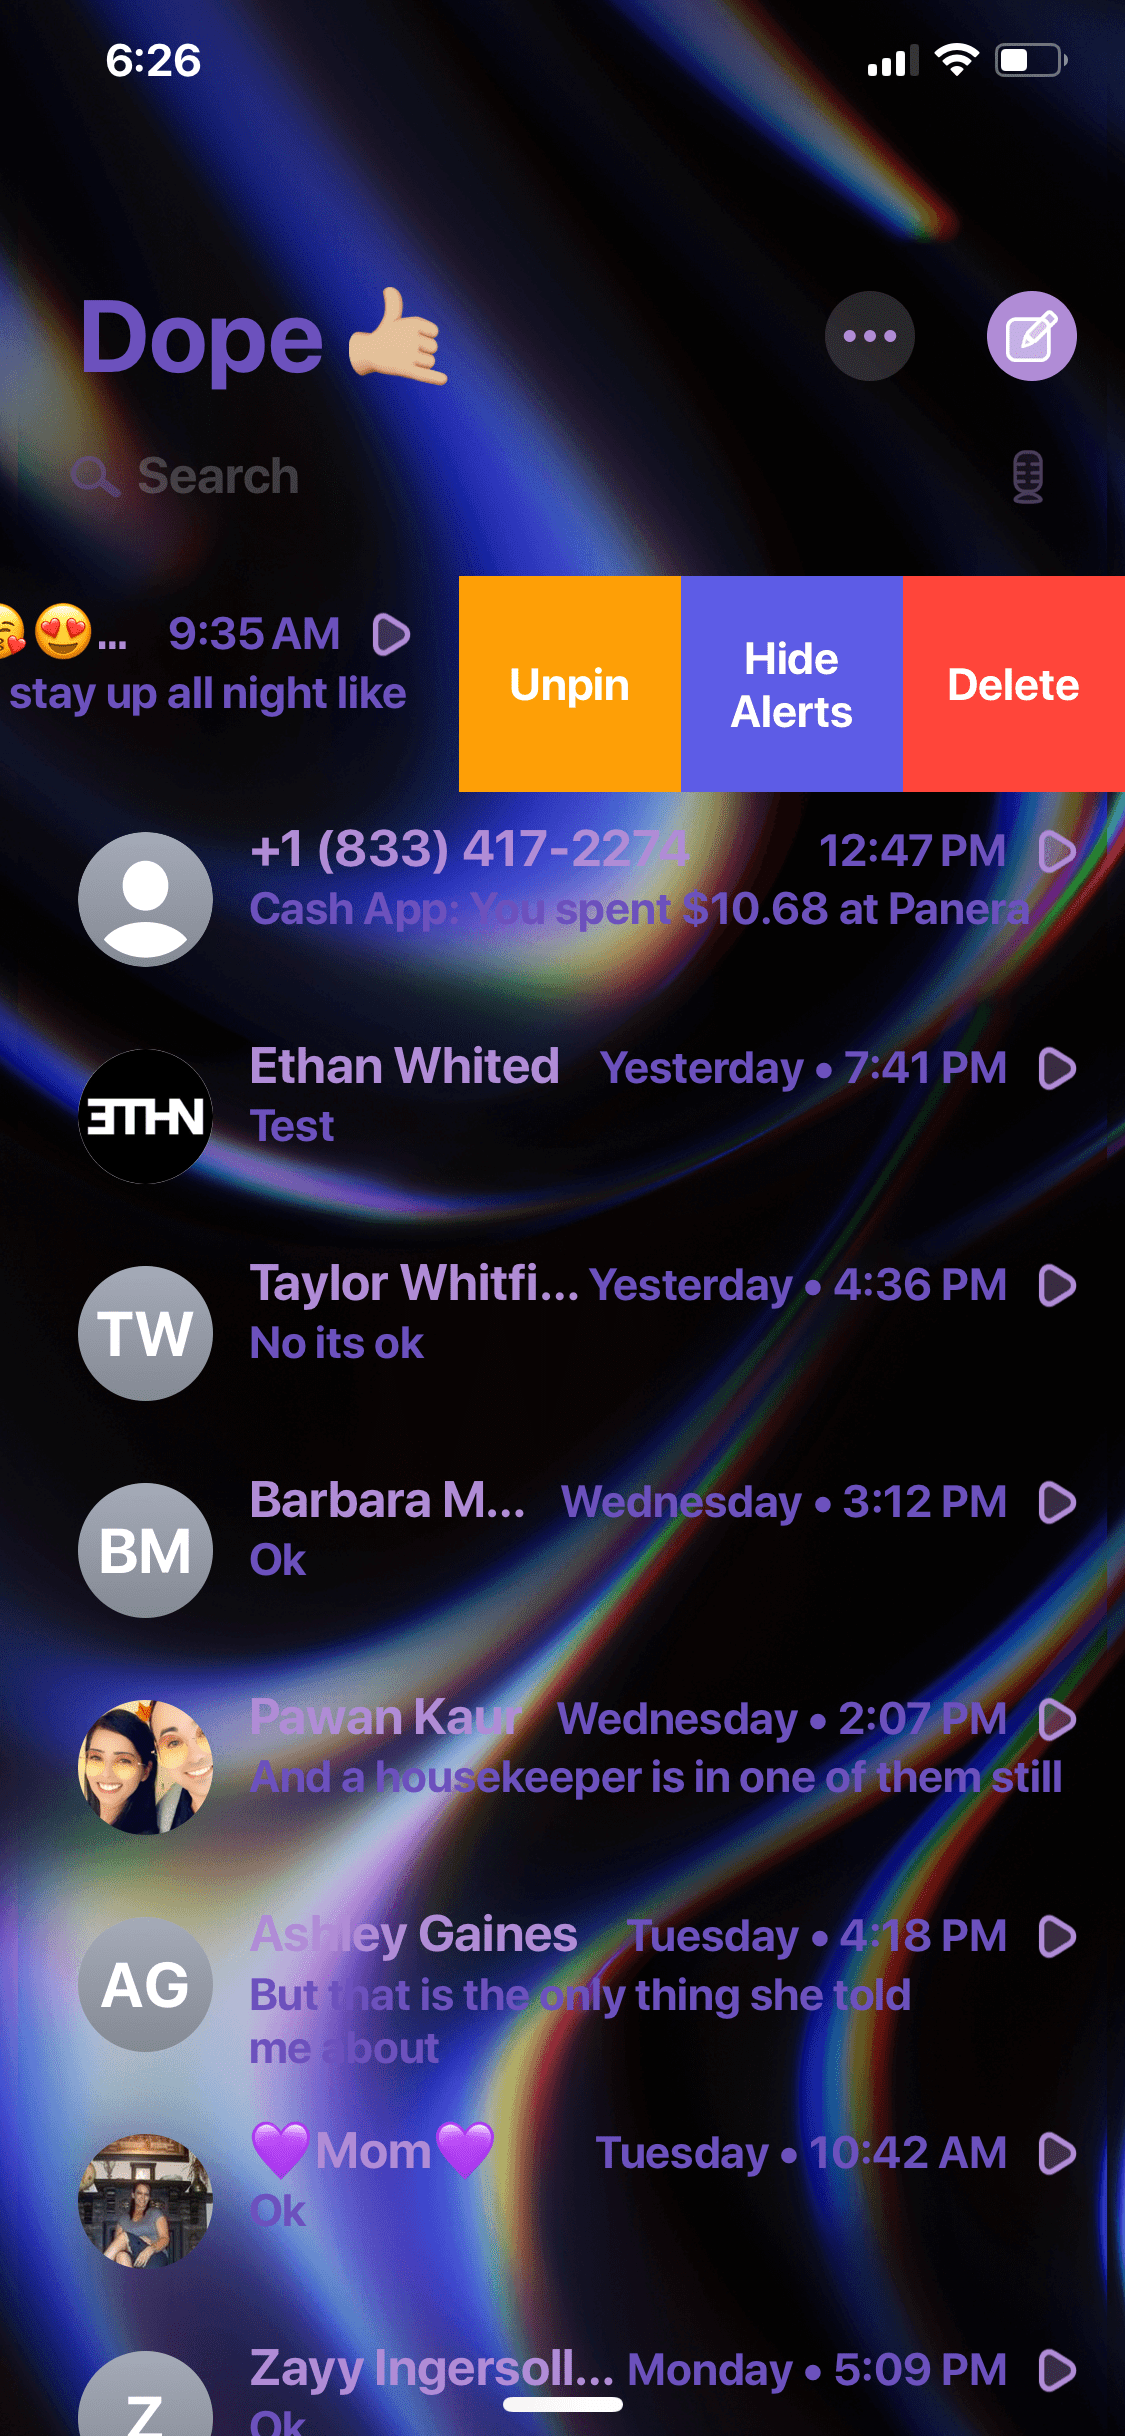 6:26
Dope 🤙🏼
Search
😘😍... 9:35 AM
stay up all night like
Unpin
Hide
Alerts
Delete
+1 (833) 417-2274 12:47 PM
Cash App: You spent $10.68 at Panera
ETHN
Ethan Whited Yesterday • 7:41 PM
Test
TW
Taylor Whitfi... Yesterday • 4:36 PM
No its ok
BM
Barbara M... Wednesday • 3:12 PM
Ok
Pawan Kaur Wednesday • 2:07 PM
And a housekeeper is in one of them still
AG
Ashley Gaines Tuesday • 4:18 PM
But that is the only thing she told
me about
💜Mom💜 Tuesday • 10:42 AM
Ok
Z
Zayy Ingersoll... Monday • 5:09 PM
Ok